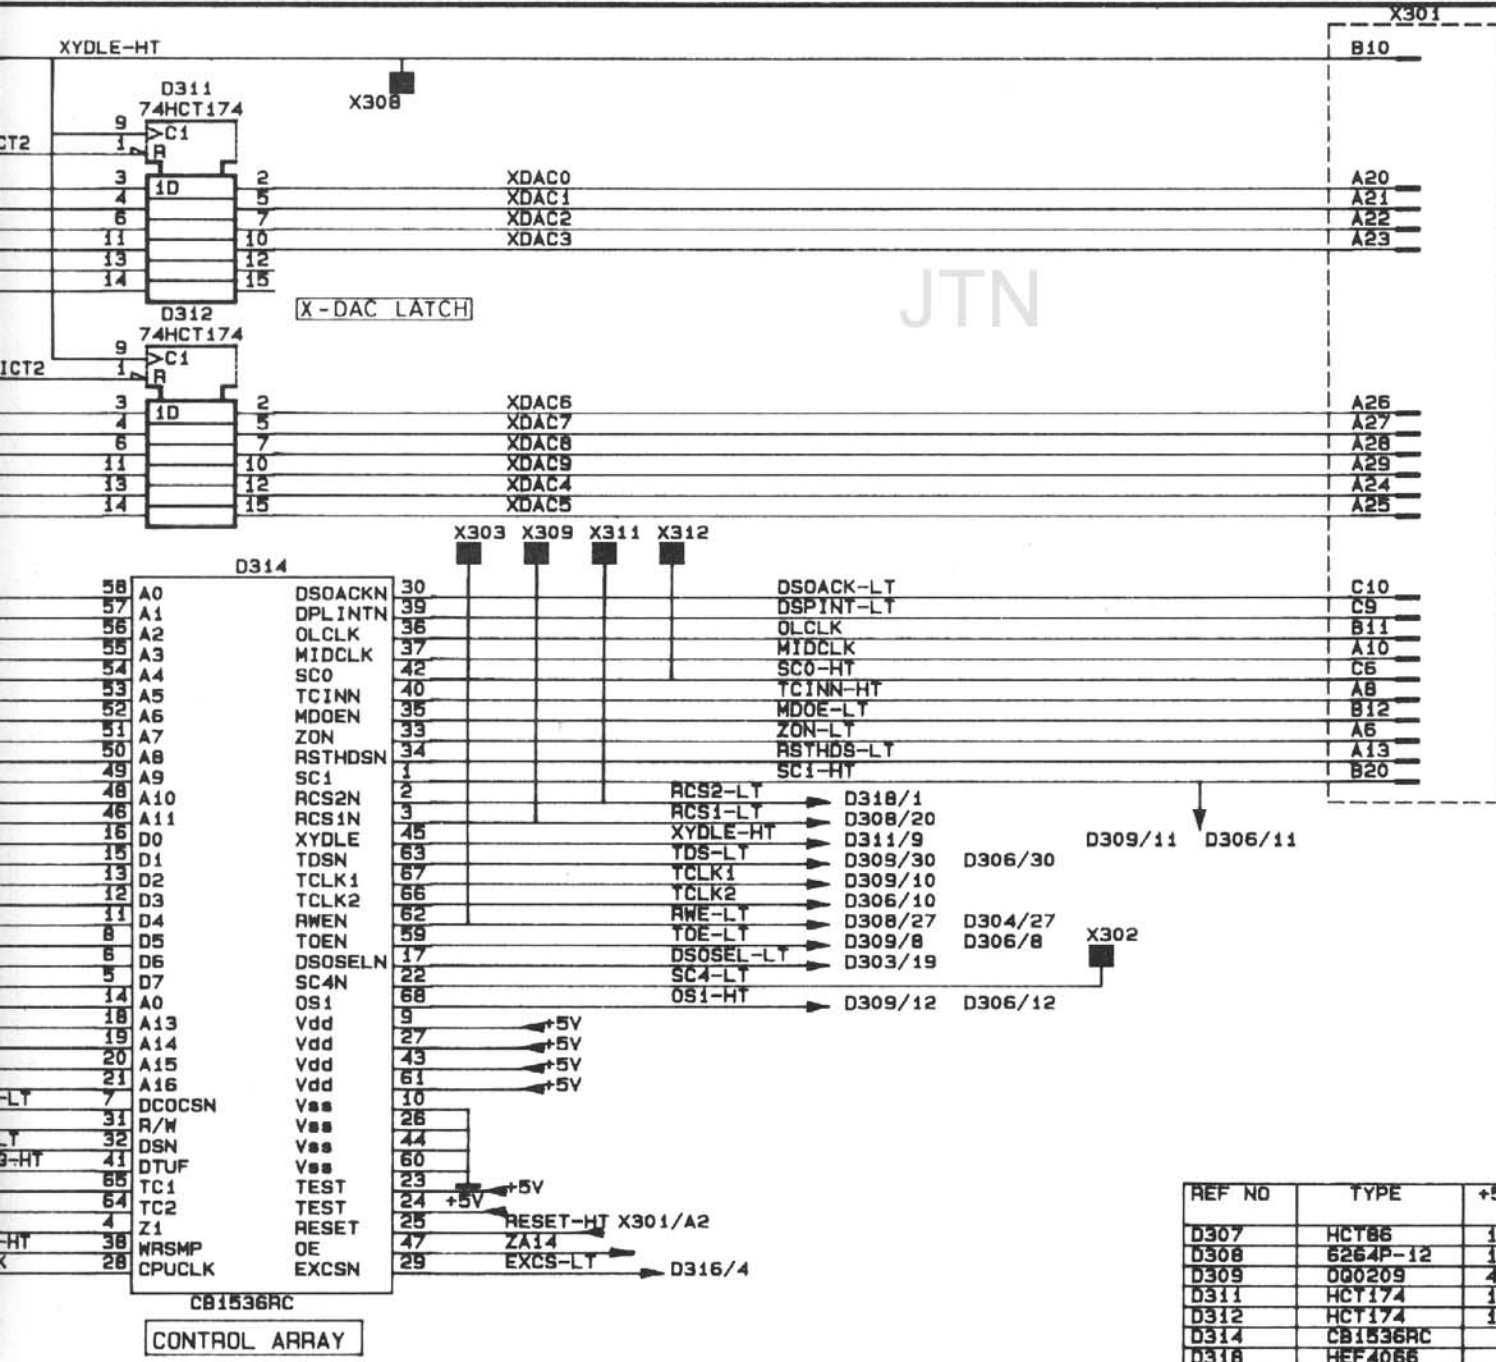 X301
XYDLE-HT
B10
X308
D311
74HCT174
CT2
9 >C1
1 R
3 1D 2 XDAC0 A20
4 5 XDAC1 A21
6 7 XDAC2 A22
11 10 XDAC3 A23
13 12
14 15
X-DAC LATCH
JTN
D312
74HCT174
ICT2
9 >C1
1 R
3 1D 2 XDAC6 A26
4 5 XDAC7 A27
6 7 XDAC8 A28
11 10 XDAC9 A29
13 12 XDAC4 A24
14 15 XDAC5 A25
X303 X309 X311 X312
D314
58 A0 DSOACKN 30 DSOACK-LT C10
57 A1 DPLINTN 39 DSPINT-LT C9
56 A2 OLCLK 36 OLCLK B11
55 A3 MIDCLK 37 MIDCLK A10
54 A4 SC0 42 SC0-HT C6
53 A5 TCINN 40 TCINN-HT A8
52 A6 MDOEN 35 MDOE-LT B12
51 A7 ZON 33 ZON-LT A6
50 A8 RSTHDSN 34 RSTHDS-LT A13
49 A9 SC1 1 SC1-HT B20
48 A10 RCS2N 2 RCS2-LT D318/1
46 A11 RCS1N 3 RCS1-LT D308/20
16 D0 XYDLE 45 XYDLE-HT D311/9 D309/11 D306/11
15 D1 TDSN 63 TDS-LT D309/30 D306/30
13 D2 TCLK1 67 TCLK1 D309/10
12 D3 TCLK2 66 TCLK2 D306/10
11 D4 RWEN 62 RWE-LT D308/27 D304/27
8 D5 TOEN 59 TOE-LT D309/8 D306/8 X302
6 D6 DSOSELN 17 DSOSEL-LT D303/19
5 D7 SC4N 22 SC4-LT
14 A0 OS1 68 OS1-HT D309/12 D306/12
18 A13 Vdd 9 +5V
19 A14 Vdd 27 +5V
20 A15 Vdd 43 +5V
21 A16 Vdd 61 +5V
-LT 7 DCOCSN Vss 10
31 R/W Vss 26
LT 32 DSN Vss 44
-HT 41 DTUF Vss 60
65 TC1 TEST 23 +5V
64 TC2 TEST 24 +5V
4 Z1 RESET 25 RESET-HT X301/A2
-HT 38 WRSMP OE 47 ZA14
K 28 CPUCLK EXCSN 29 EXCS-LT D316/4
CB1536RC
CONTROL ARRAY
REF NO TYPE +5
D307 HCT86 1
D308 6264P-12 1
D309 DQ0209 4
D311 HCT174 1
D312 HCT174 1
D314 CB1536RC
D318 HEF4066